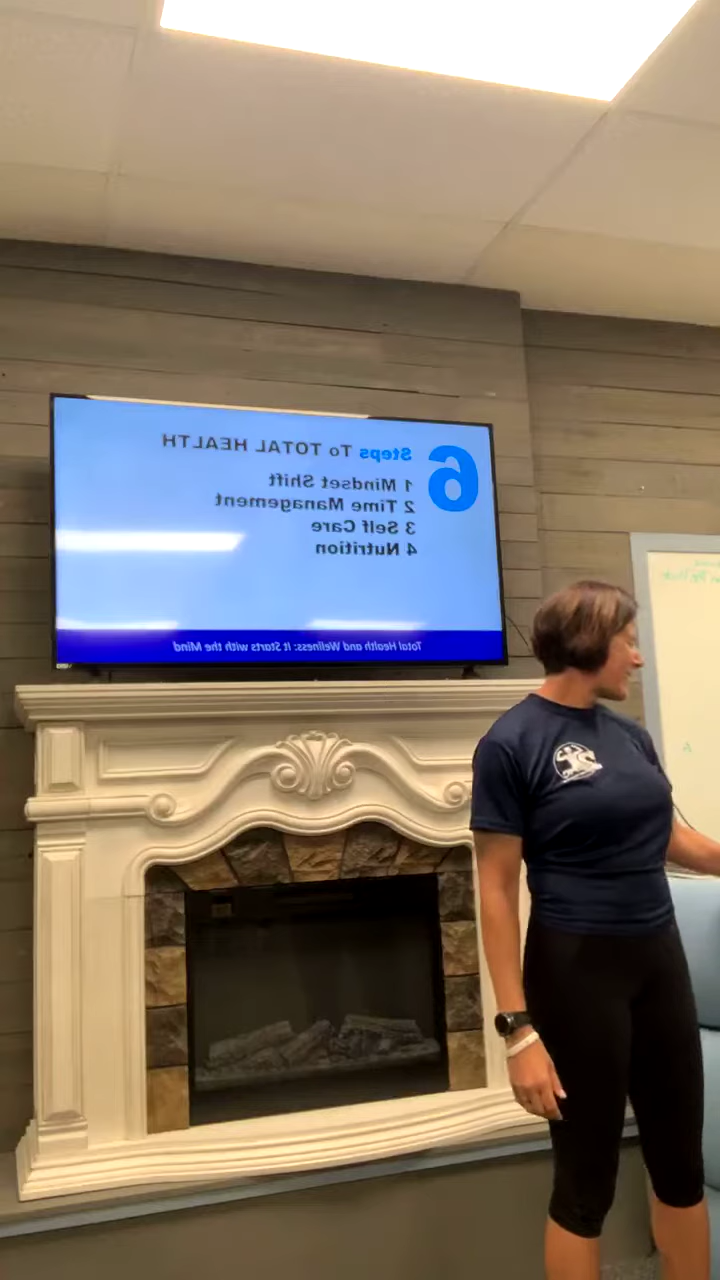 6 Steps To TOTAL HEALTH
1 Mindset Shift
2 Time Management
3 Self Care
4 Nutrition
Total Health and Wellness: It Starts with the Mind